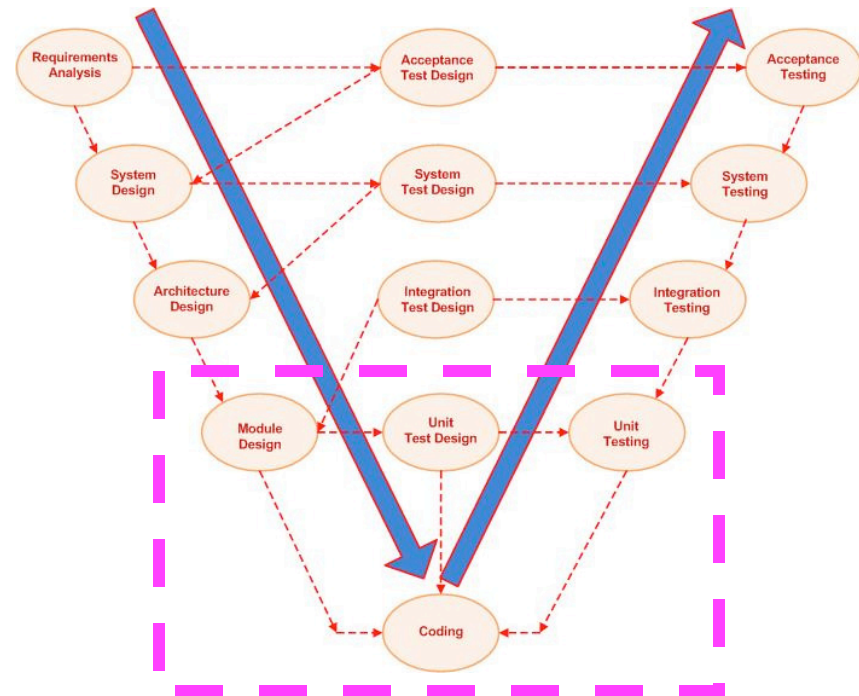 Requirements
Analysis
Acceptance
Test Design
Acceptance
Testing
System
Design
System
Test Design
System
Testing
Architecture
Design
Integration
Test Design
Integration
Testing
Module
Design
Unit
Test Design
Unit
Testing
Coding